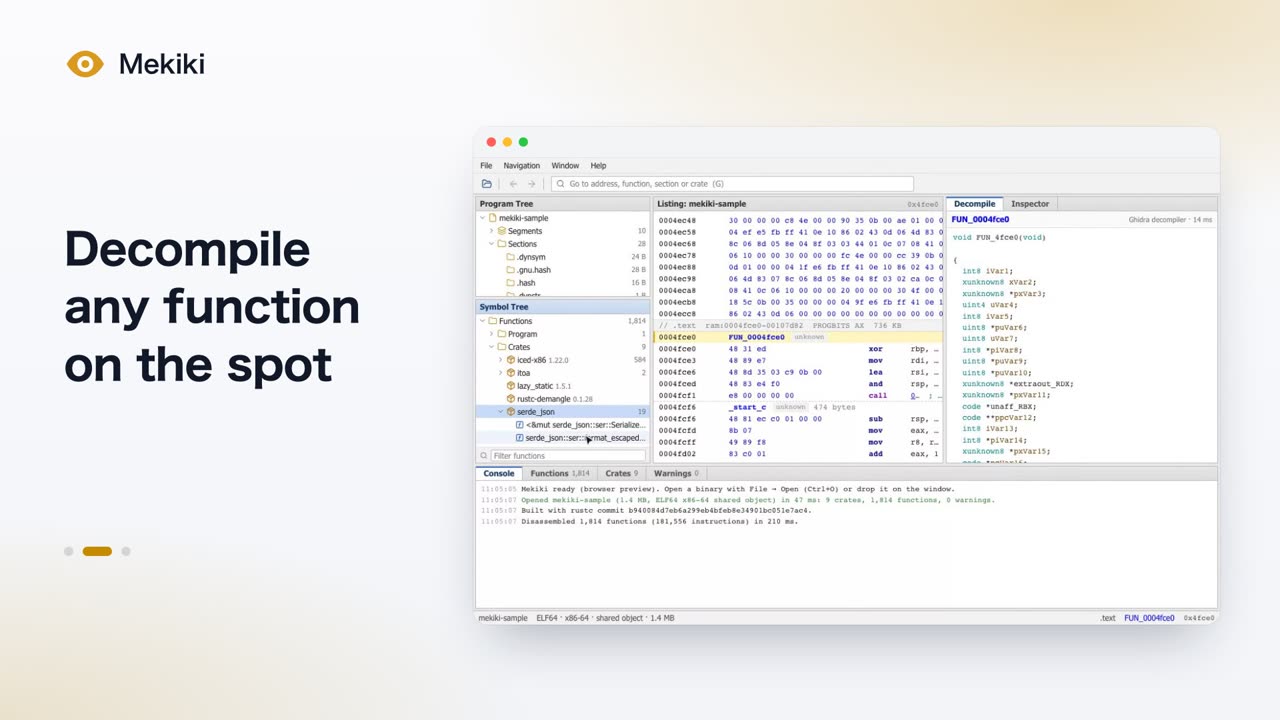 Mekiki
Decompile
any function
on the spot
File Navigation Window Help
Go to address, function, section or crate (G)
Program Tree
mekiki-sample
Segments 10
Sections 28
.dynsym 24 B
.gnu.hash 28 B
.hash 16 B
Symbol Tree
Functions 1,814
Program 1
Crates 9
iced-x86 1.22.0 584
itoa 2
lazy_static 1.5.1
rustc-demangle 0.1.28
serde_json 19
<&mut serde_json::ser::Serialize...
serde_json::ser::format_escaped...
Filter functions
Listing: mekiki-sample 0x4fce0
0004ec48 30 00 00 00 c8 4e 00 00 90 35 0b 00 ae 01 00 0
0004ec58 04 ef e5 fb ff 41 0e 10 86 02 43 0d 06 4d 83 0
0004ec68 8c 06 8d 05 8e 04 8f 03 03 44 01 0c 07 08 41 0
0004ec78 06 10 00 00 30 00 00 00 fc 4e 00 00 cc 39 0b 0
0004ec88 0d 01 00 00 04 1f e6 fb ff 41 0e 10 86 02 43 0
0004ec98 06 4d 83 07 8c 06 8d 05 8e 04 8f 03 02 ca 0c 0
0004eca8 08 41 0c 06 10 00 00 2c 00 00 00 30 4f 00 0
0004ecb8 18 5c 0b 00 35 00 00 00 04 9f e6 fb ff 41 0e 1
0004ecc8 86 02 43 0d 06 4d 83 07 8c 06 8d 05 8e 04 8f 0
// .text ram:0004fce0-00107d82 PROGBITS AX 736 KB
0004fce0 FUN_0004fce0 unknown
0004fce0 48 31 ed xor rbp, …
0004fce3 48 89 e7 mov rdi, …
0004fce6 48 8d 35 03 c9 0b 00 lea rsi, …
0004fced 48 83 e4 f0 and rsp, …
0004fcf1 e8 00 00 00 00 call 0… ; …
0004fcf6 _start_c unknown 474 bytes
0004fcf6 48 81 ec c0 01 00 00 sub rsp, …
0004fcfd 8b 07 mov eax, …
0004fcff 49 89 f8 mov r8, r…
0004fd02 83 c0 01 add eax, 1
Decompile Inspector
FUN_0004fce0 Ghidra decompiler · 14 ms
void FUN_4fce0(void)
{
int8 iVar1;
xunknown8 xVar2;
xunknown8 *pxVar3;
uint4 uVar4;
int8 iVar5;
uint8 *puVar6;
uint8 uVar7;
int8 *piVar8;
uint8 *puVar9;
uint8 *puVar10;
xunknown8 *extraout_RDX;
xunknown8 *pxVar11;
code *unaff_RBX;
code **ppcVar12;
int8 iVar13;
int8 *piVar14;
xunknown8 *pxVar15;
Console Functions 1,814 Crates 9 Warnings 0
11:05:05 Mekiki ready (browser preview). Open a binary with File → Open (Ctrl+O) or drop it on the window.
11:05:07 Opened mekiki-sample (1.4 MB, ELF64 x86-64 shared object) in 47 ms: 9 crates, 1,814 functions, 0 warnings.
11:05:07 Built with rustc commit b940084d7eb6a299eb4bfeb8e34901bc051e7ac4.
11:05:07 Disassembled 1,814 functions (181,556 instructions) in 210 ms.
mekiki-sample ELF64 · x86-64 · shared object · 1.4 MB .text FUN_0004fce0 0x4fce0